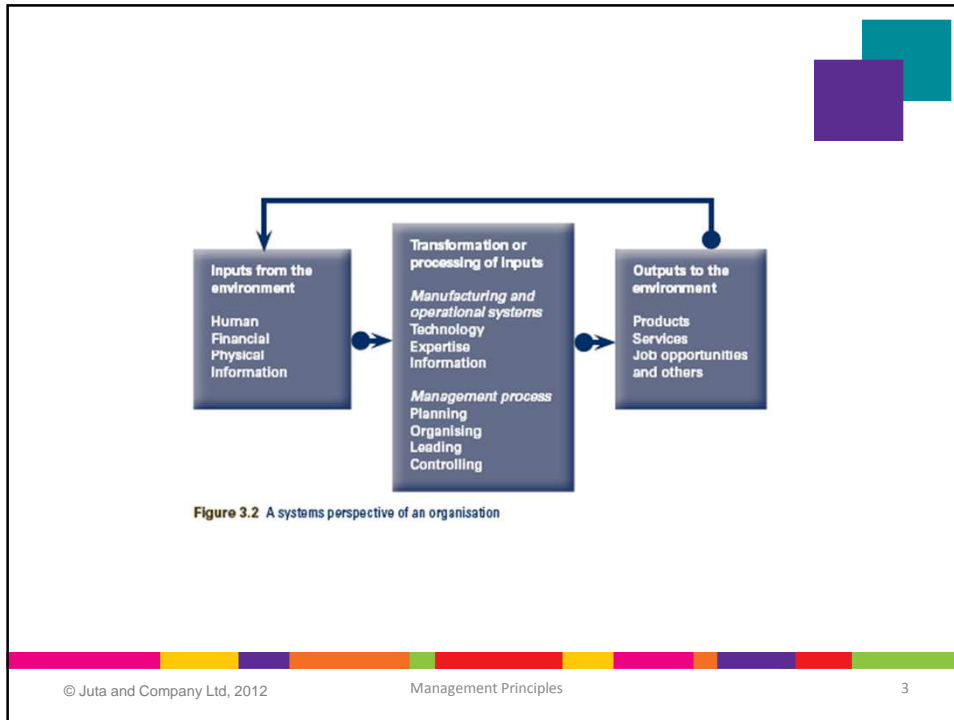 Inputs from the
environment
Human
Financial
Physical
Information
Transformation or
processing of inputs
Manufacturing and
operational systems
Technology
Expertise
Information
Management process
Planning
Organising
Leading
Controlling
Outputs to the
environment
Products
Services
Job opportunities
and others
Figure 3.2 A systems perspective of an organisation
© Juta and Company Ltd, 2012
Management Principles
3